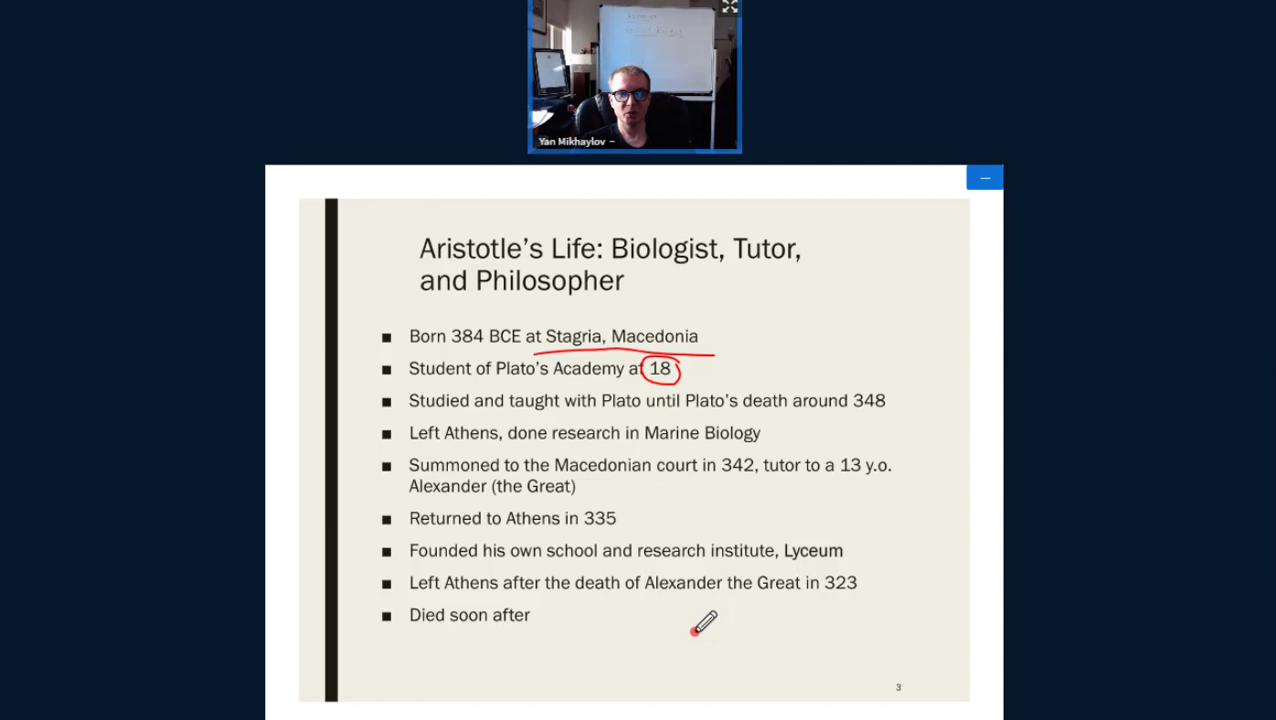 Yan Mikhaylov
Aristotle's Life: Biologist, Tutor,
and Philosopher
■ Born 384 BCE at Stagria, Macedonia
■ Student of Plato's Academy at 18
■ Studied and taught with Plato until Plato's death around 348
■ Left Athens, done research in Marine Biology
■ Summoned to the Macedonian court in 342, tutor to a 13 y.o.
Alexander (the Great)
■ Returned to Athens in 335
■ Founded his own school and research institute, Lyceum
■ Left Athens after the death of Alexander the Great in 323
■ Died soon after
3